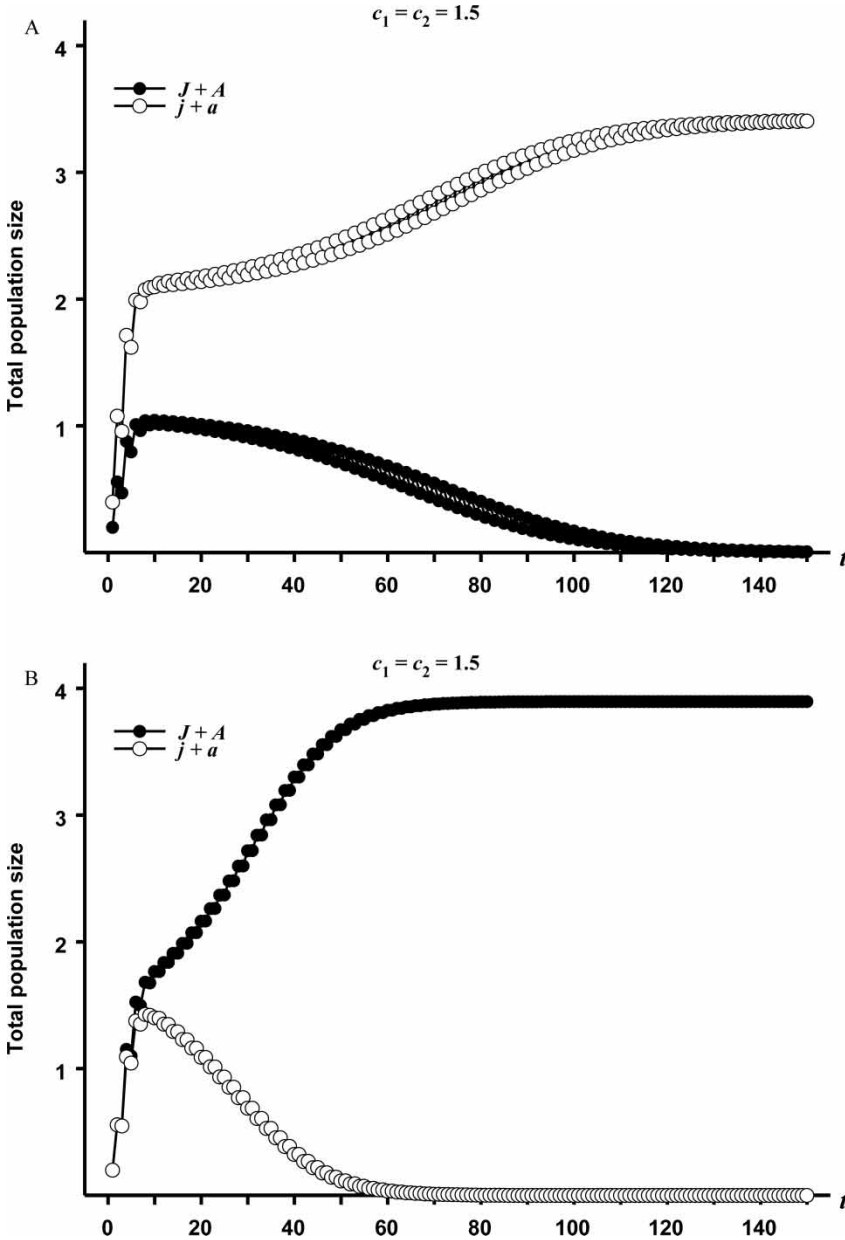 A
c₁ = c₂ = 1.5
4
3
2
1
Total population size
J + A
j + a
0 20 40 60 80 100 120 140
t
B
c₁ = c₂ = 1.5
4
3
2
1
Total population size
J + A
j + a
0 20 40 60 80 100 120 140
t